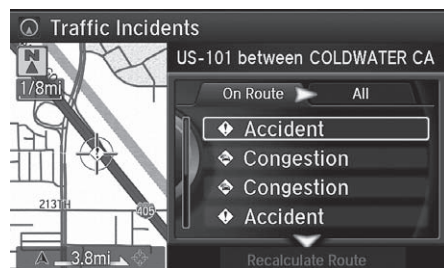 Traffic Incidents
US-101 between COLDWATER CA
N
1/8mi
On Route
All
Accident
Congestion
Congestion
Accident
213TH
405
3.8mi
Recalculate Route